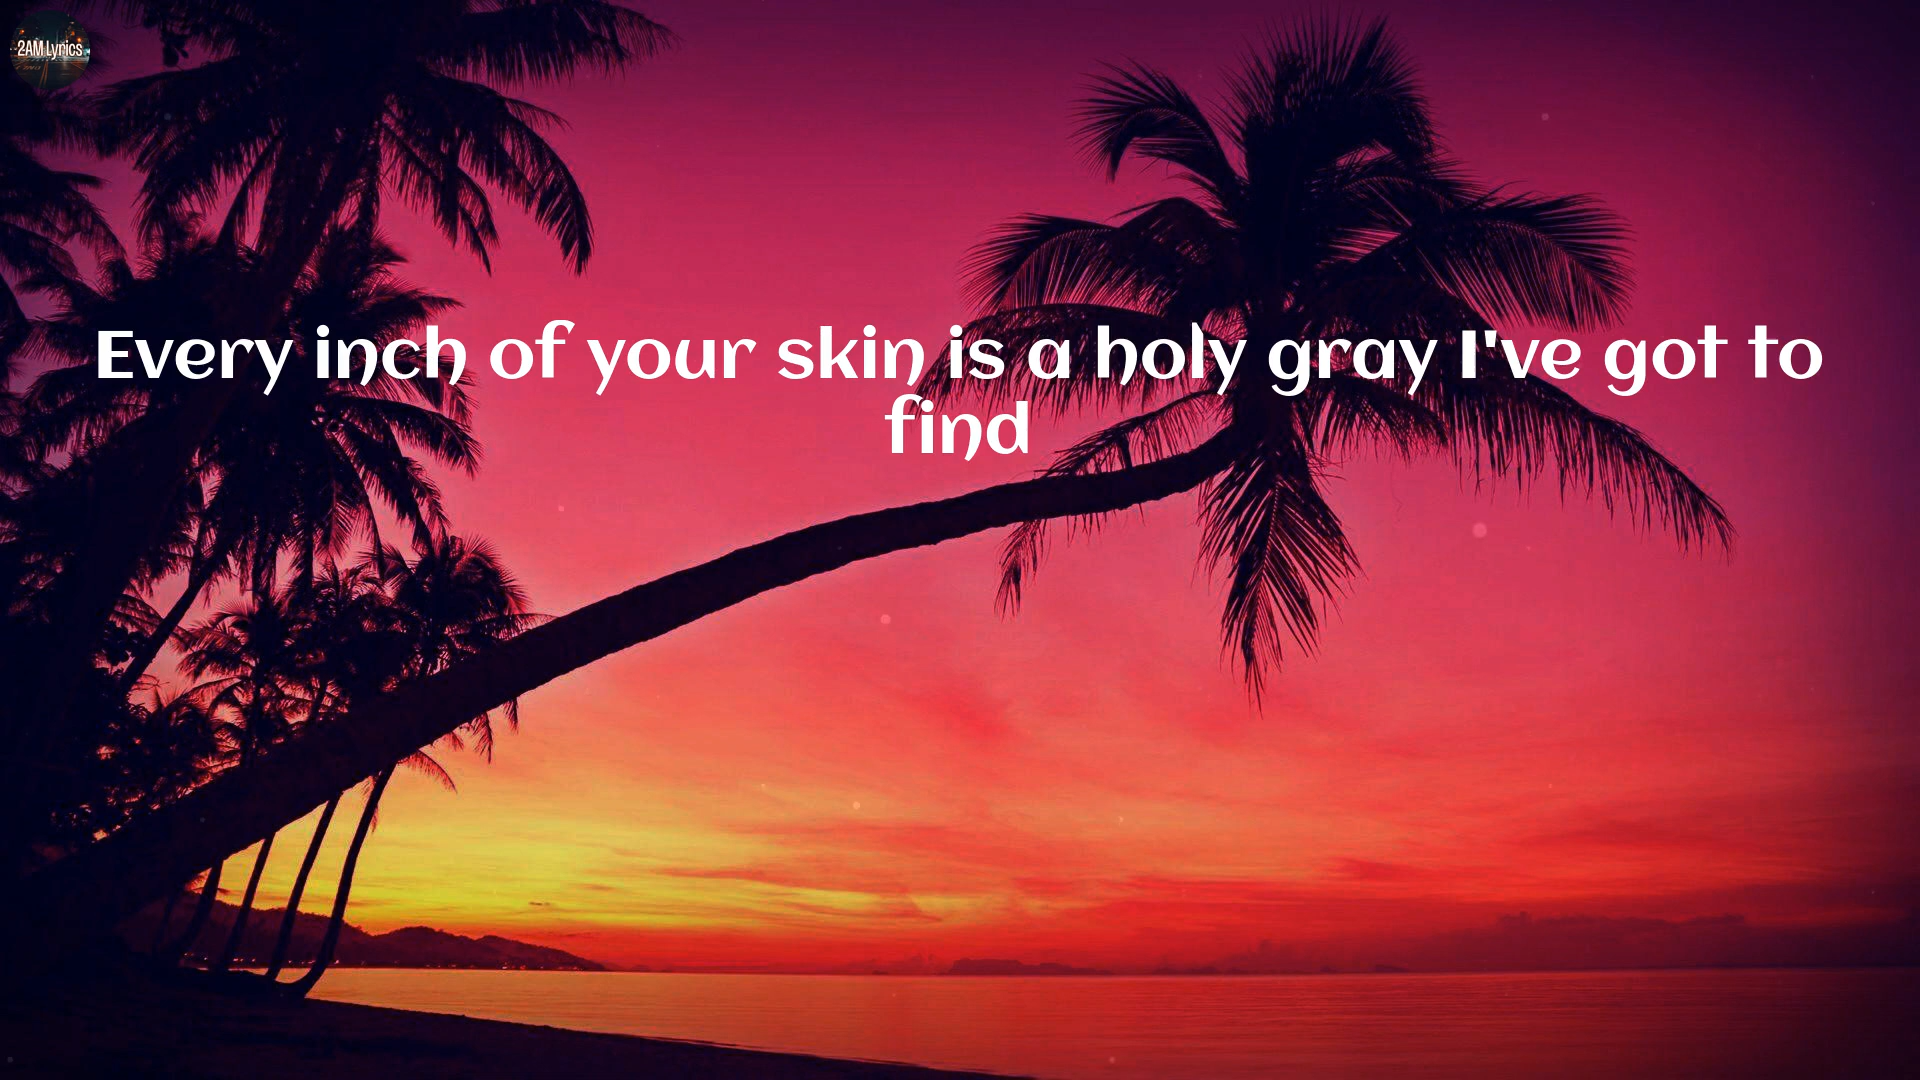 2AM Lyrics
Every inch of your skin is a holy gray I've got to
find